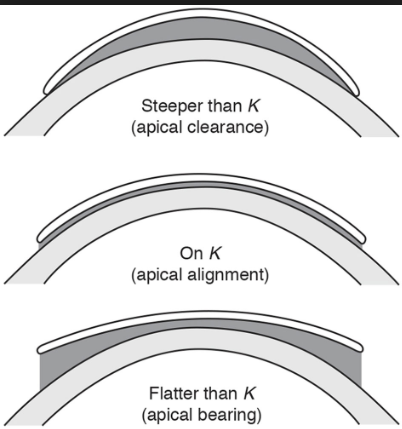 Steeper than K
(apical clearance)
On K
(apical alignment)
Flatter than K
(apical bearing)